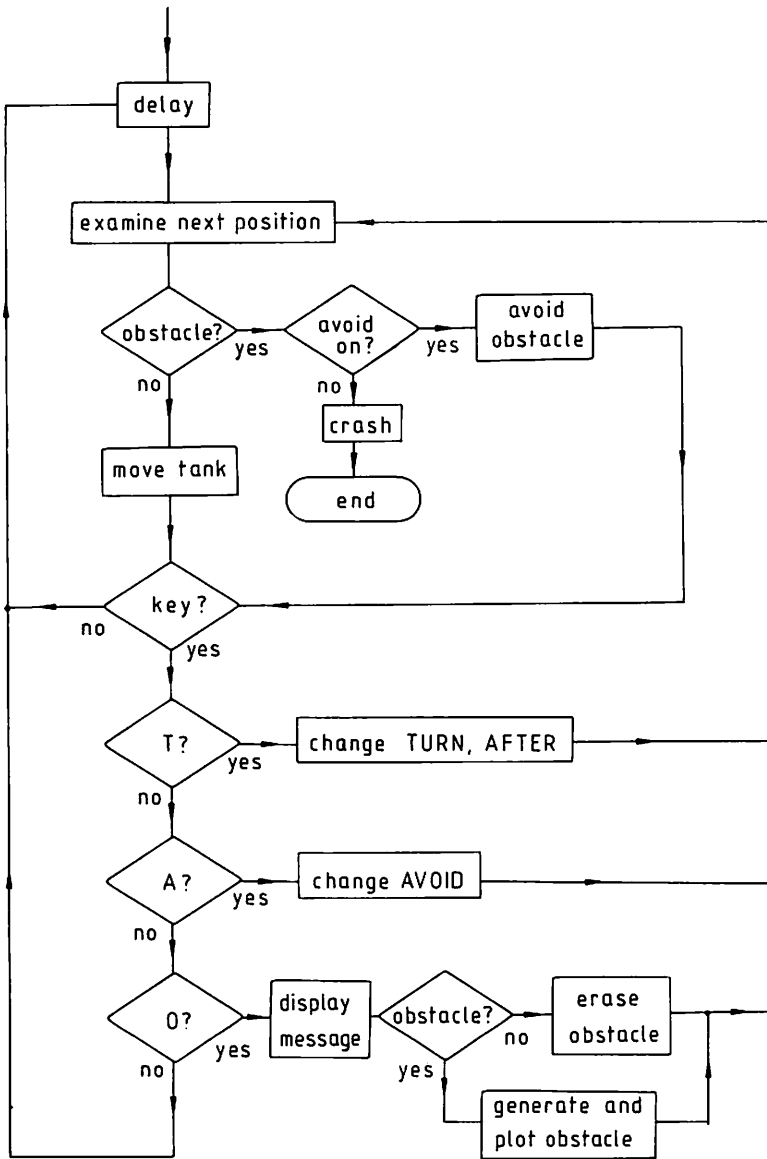 delay
examine next position
obstacle?
yes
no
avoid
on?
yes
no
avoid
obstacle
crash
end
move tank
key?
no
yes
T?
yes
no
change TURN, AFTER
A?
yes
no
change AVOID
O?
yes
no
display
message
obstacle?
no
yes
erase
obstacle
generate and
plot obstacle